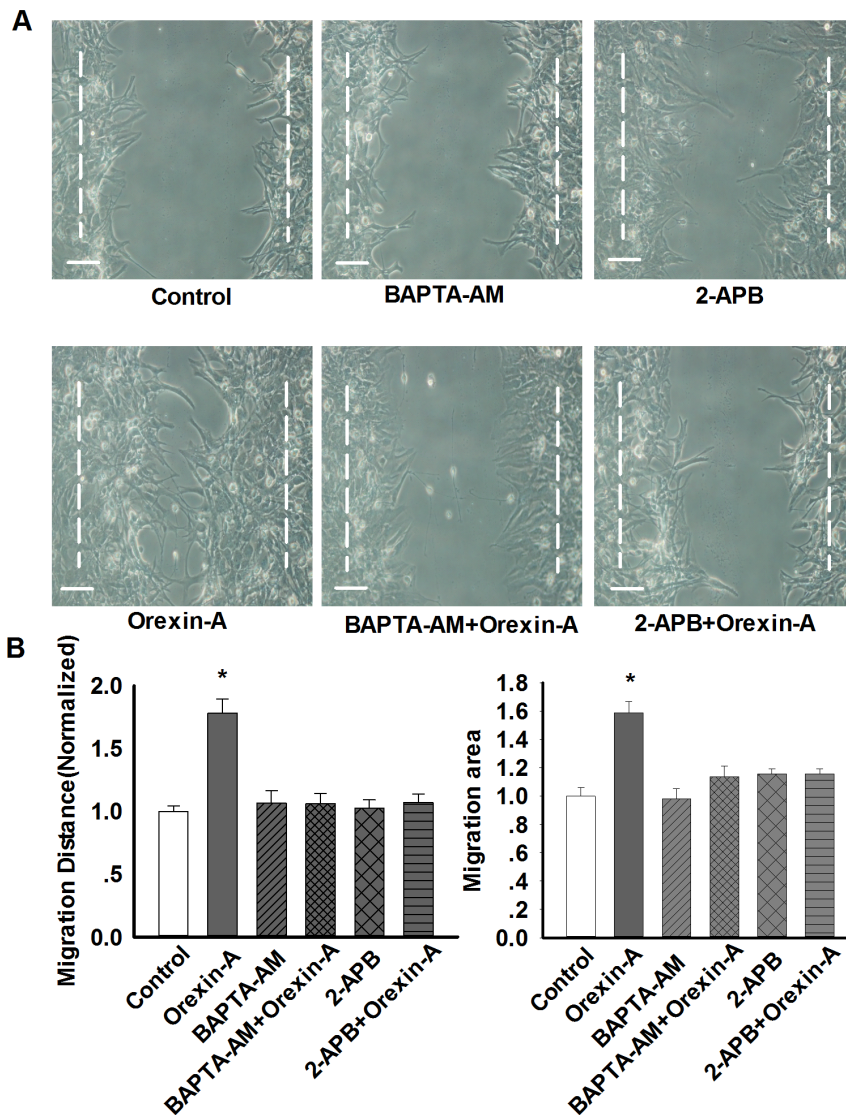 A
Control
BAPTA-AM
2-APB
Orexin-A
BAPTA-AM+Orexin-A
2-APB+Orexin-A
B
Migration Distance(Normalized)
2.0
1.5
1.0
.5
0.0
*
Control
Orexin-A
BAPTA-AM
BAPTA-AM+Orexin-A
2-APB
2-APB+Orexin-A
Migration area
1.8
1.6
1.4
1.2
1.0
.8
.6
.4
.2
0.0
*
Control
Orexin-A
BAPTA-AM
BAPTA-AM+Orexin-A
2-APB
2-APB+Orexin-A